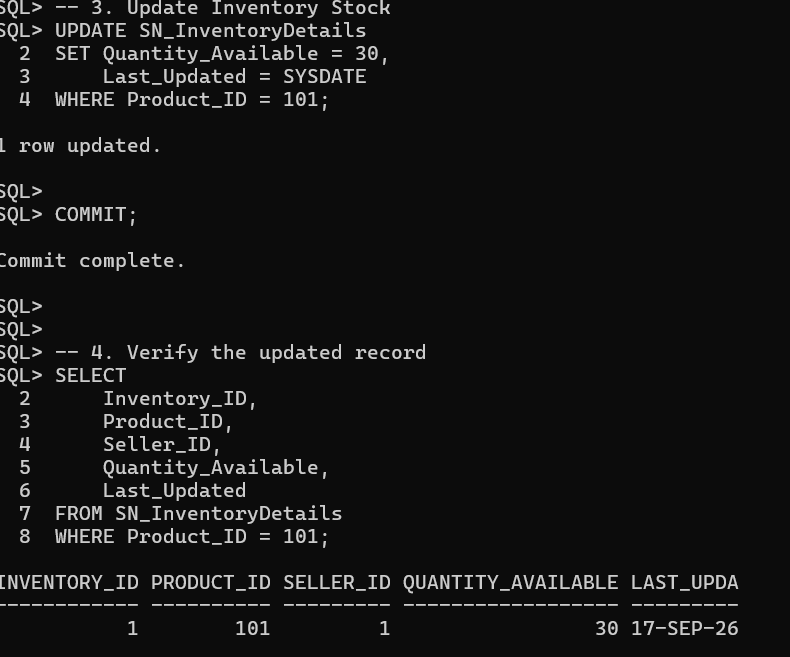 SQL> -- 3. Update Inventory Stock
SQL> UPDATE SN_InventoryDetails
  2  SET Quantity_Available = 30,
  3      Last_Updated = SYSDATE
  4  WHERE Product_ID = 101;
1 row updated.
SQL>
SQL> COMMIT;
Commit complete.
SQL>
SQL>
SQL> -- 4. Verify the updated record
SQL> SELECT
  2      Inventory_ID,
  3      Product_ID,
  4      Seller_ID,
  5      Quantity_Available,
  6      Last_Updated
  7  FROM SN_InventoryDetails
  8  WHERE Product_ID = 101;
INVENTORY_ID PRODUCT_ID SELLER_ID QUANTITY_AVAILABLE LAST_UPDA
------------ ---------- --------- ------------------ ---------
           1        101         1                 30 17-SEP-26